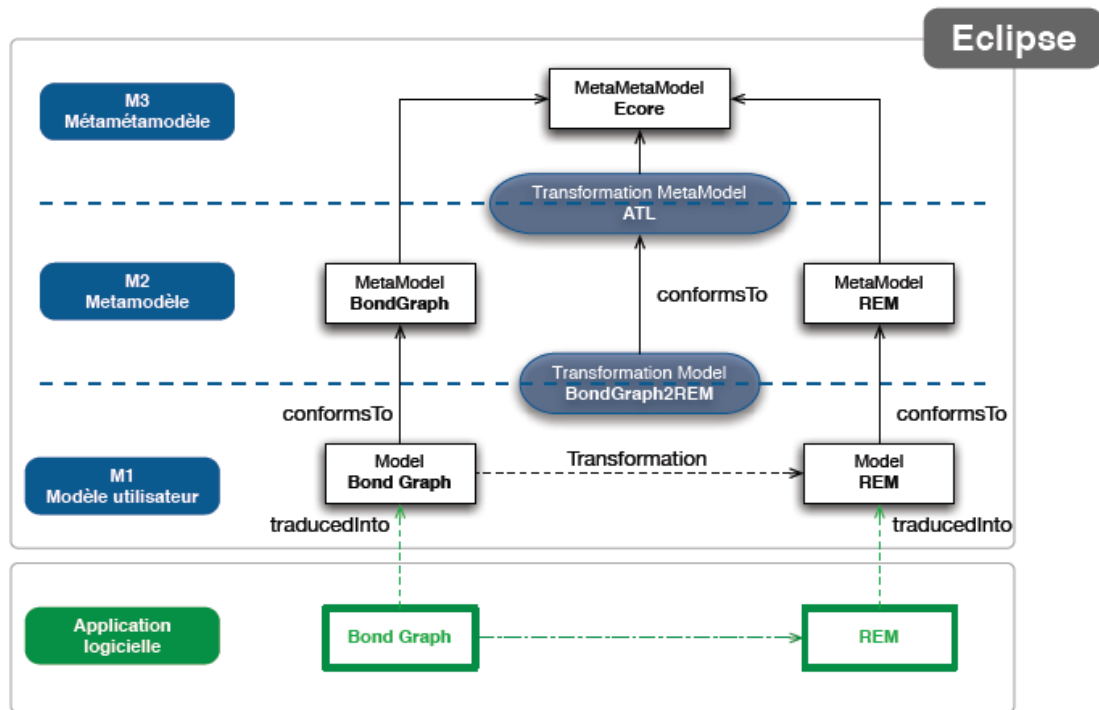 Eclipse
M3
Métamétamodèle
MetaMetaModel
Ecore
Transformation MetaModel
ATL
M2
Metamodèle
MetaModel
BondGraph
conformsTo
MetaModel
REM
Transformation Model
BondGraph2REM
conformsTo
conformsTo
M1
Modèle utilisateur
Model
Bond Graph
Transformation
Model
REM
traducedInto
traducedInto
Application
logicielle
Bond Graph
REM